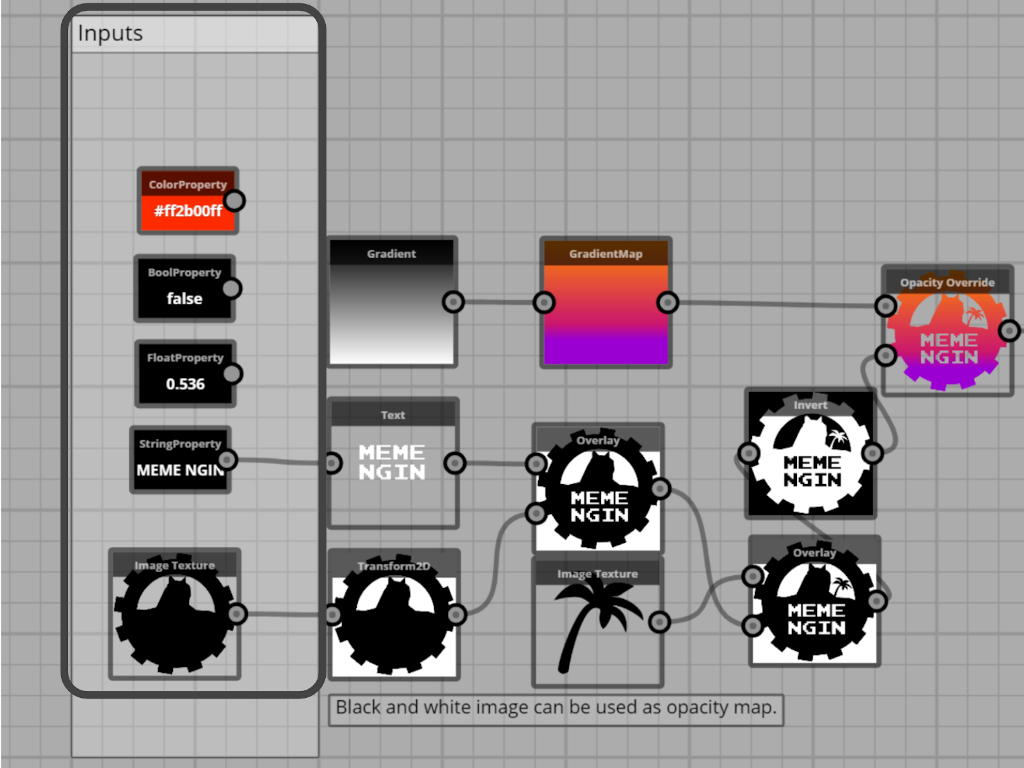 Inputs
ColorProperty
#ff2b00ff
BoolProperty
false
FloatProperty
0.536
StringProperty
MEME NGIN
Image Texture
Gradient
GradientMap
Opacity Override
MEME
NGIN
Text
MEME
NGIN
Overlay
MEME
NGIN
Invert
MEME
NGIN
Transform2D
Image Texture
Overlay
MEME
NGIN
Black and white image can be used as opacity map.